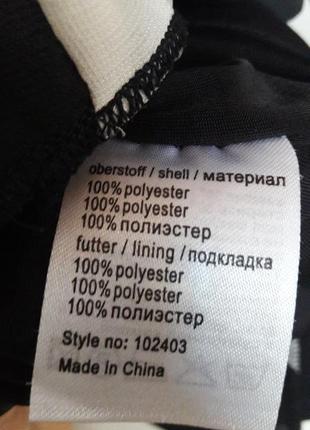 oberstoff / shell / материал
100% polyester
100% polyester
100% полиэстер
futter / lining / подкладка
100% polyester
100% polyester
100% полиэстер
Style no: 102403
Made in China